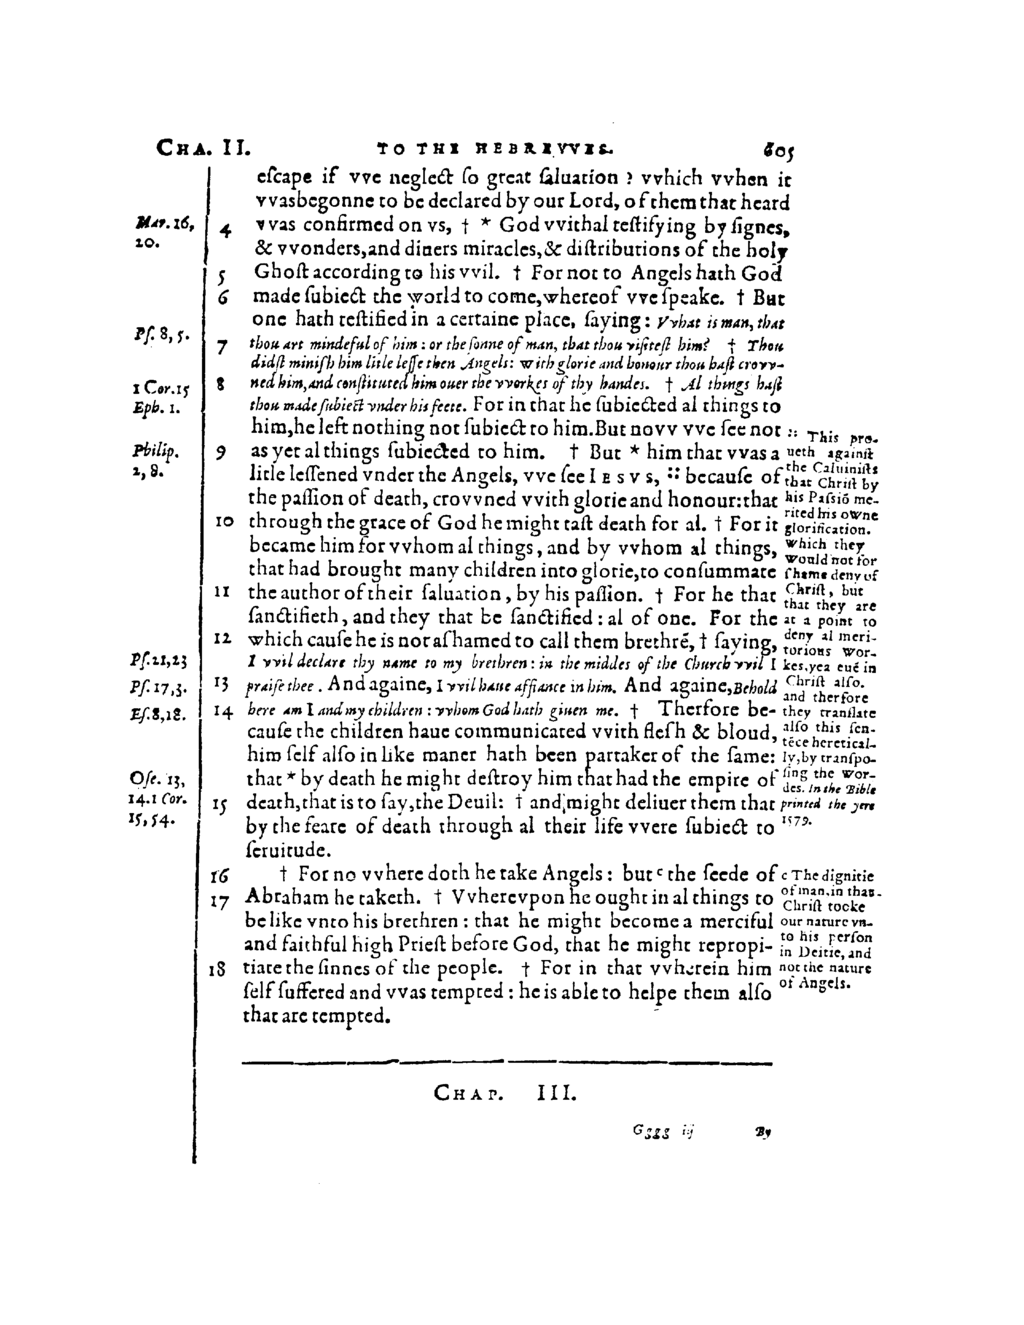 CHA. II. TO THE HEBREVVES. 605
eſcape if vve neglect ſo great ſaluation? vvhich vvhen it
vvasbegonne to be declared by our Lord, of them that heard
vvas confirmed on vs, † * God vvithal teſtifying by ſignes,
& vvonders, and diuers miracles, & diſtributions of the holy
Ghoſt according to his vvil. † For not to Angels hath God
made ſubiect the world to come, whereof vve ſpeake. † But
one hath teſtified in a certaine place, ſaying: Vvhat is man, that
thou art mindeful of him: or the ſonne of man, that thou viſiteſt him? † Thou
didſt miniſh him litle leſſe then Angels: with glorie and honour thou haſt crovv-
ned him, and conſtituted him ouer the vvorkes of thy handes. † Al things haſt
thou made ſubiect vnder his feete. For in that he ſubiected al things to
him, he left nothing not ſubiect to him. But novv vve ſee not
as yet al things ſubiected to him. † But * him that vvas a
litle leſſened vnder the Angels, vve ſee IESVS, :: becauſe of
the paſſion of death, crovvned vvith glorie and honour: that
through the grace of God he might taſt death for al. † For it
became him for vvhom al things, and by vvhom al things,
that had brought many children into glorie, to conſummate
the author of their ſaluation, by his paſſion. † For he that
ſanctifieth, and they that be ſanctified: al of one. For the
which cauſe he is not aſhamed to call them brethrē, † ſaying,
I vvil declare thy name to my brethren: in the middes of the Church vvil I
praiſe thee. And againe, I vvil haue affiance in him. And againe, Behold
here am I and my children: vvhom God hath giuen me. † Therfore be-
cauſe the children haue communicated vvith fleſh & bloud,
him ſelf alſo in like maner hath been partaker of the ſame:
that * by death he might deſtroy him that had the empire of
death, that is to ſay, the Deuil: † and might deliuer them that
by the feare of death through al their life vvere ſubiect to
ſeruitude.
† For no vvhere doth he take Angels: but c the ſeede of
Abraham he taketh. † Vvherevpon he ought in al things to
be like vnto his brethren: that he might become a merciful
and faithful high Prieſt before God, that he might repropi-
tiate the ſinnes of the people. † For in that vvherein him
ſelf ſuffered and vvas tempted: he is able to helpe them alſo
that are tempted.
Mar. 16,
20.
Pſ. 8, 5.
1 Cor. 15
Eph. 1.
Philip.
2, 8.
Pſ. 21, 23
Pſ. 17, 3.
Eſ. 8, 18.
Oſe. 13,
14. 1 Cor.
15, 54.
4
5
6
7
8
9
10
11
12
13
14
15
16
17
18
:: This pro-
ueth againſt
the Caluiniſts
that Chriſt by
his Paſsiō me-
rited his owne
glorification.
which they
would not for
ſhame deny of
Chriſt, but
that they are
at a point to
deny al meri-
torious wor-
kes, yea euē in
Chriſt alſo.
and therfore
they tranſlate
alſo this ſen-
tēce heretical-
ly, by tranſpo-
ſing the wor-
des. In the Bible
printed the yere
1579.
c The dignitie
of man, in that
Chriſt tooke
our nature vn-
to his perſon
in Deitie, and
not the nature
of Angels.
CHAP. III.
Gggg iij By